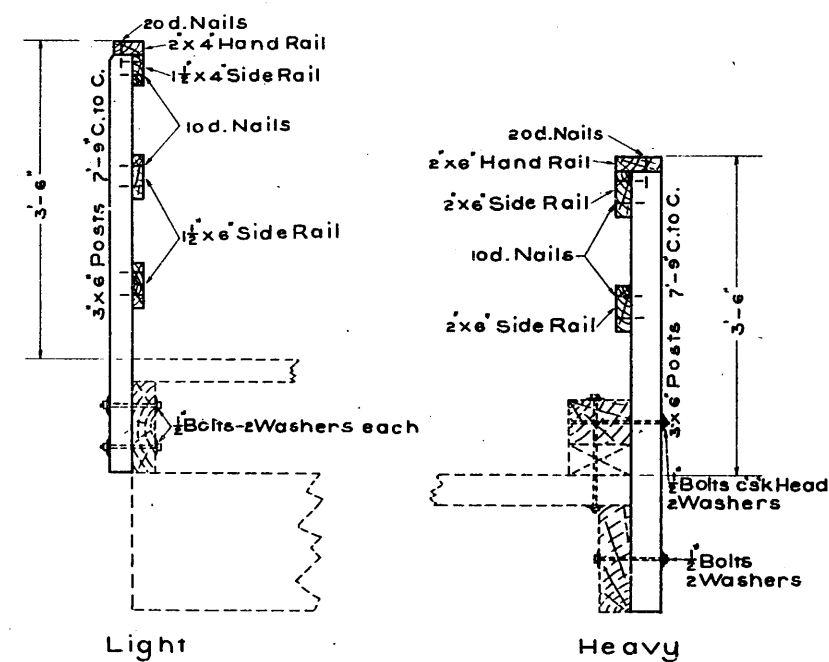 20d. Nails
2"x4" Hand Rail
1½"x4" Side Rail
10d. Nails
1½"x6" Side Rail
3'-6"
3"x6" Posts 7'-9" C. to C.
½" Bolts-2 Washers each
Light
20d. Nails
2"x6" Hand Rail
2"x6" Side Rail
10d. Nails
2"x6" Side Rail
3"x6" Posts 7'-9" C. to C.
3'-6"
½" Bolts c'sk Head
2 Washers
½" Bolts
2 Washers
Heavy